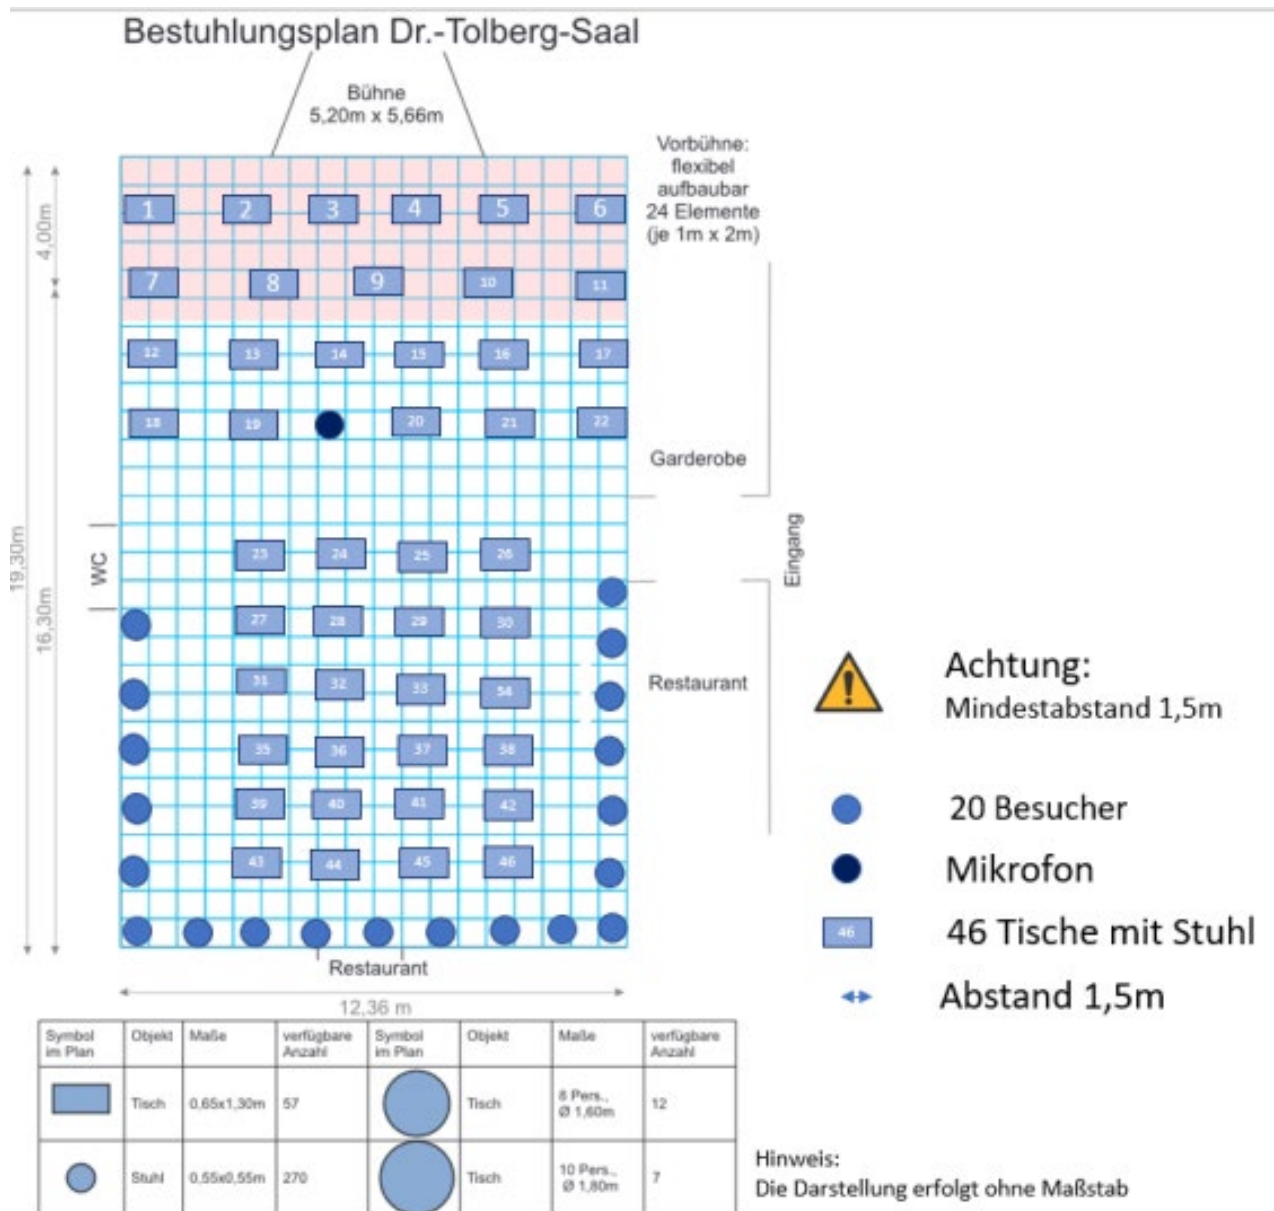 Bestuhlungsplan Dr.-Tolberg-Saal
Bühne
5,20m x 5,66m
Vorbühne:
flexibel
aufbaubar
24 Elemente
(je 1m x 2m)
1 2 3 4 5 6
7 8 9 10 11
12 13 14 15 16 17
18 19 20 21 22
4,00m
19,30m
16,30m
Garderobe
Eingang
WC
23 24 25 26
27 28 29 30
31 32 33 34
35 36 37 38
39 40 41 42
43 44 45 46
Restaurant
Restaurant
12,36 m
Achtung:
Mindestabstand 1,5m
20 Besucher
Mikrofon
46 46 Tische mit Stuhl
Abstand 1,5m
Symbol im Plan Objekt Maße verfügbare Anzahl Symbol im Plan Objekt Maße verfügbare Anzahl
Tisch 0,65x1,30m 57 Tisch 8 Pers., Ø 1,60m 12
Stuhl 0,55x0,55m 270 Tisch 10 Pers., Ø 1,80m 7
Hinweis:
Die Darstellung erfolgt ohne Maßstab